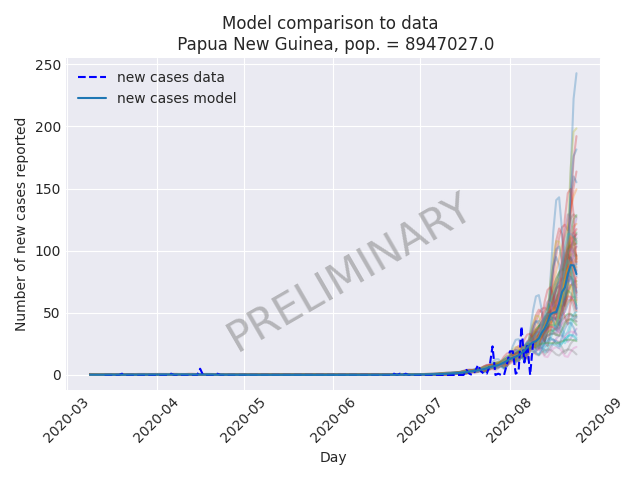 Model comparison to data
Papua New Guinea, pop. = 8947027.0
250
200
150
100
50
0
Number of new cases reported
new cases data
new cases model
PRELIMINARY
2020-03
2020-04
2020-05
2020-06
2020-07
2020-08
2020-09
Day